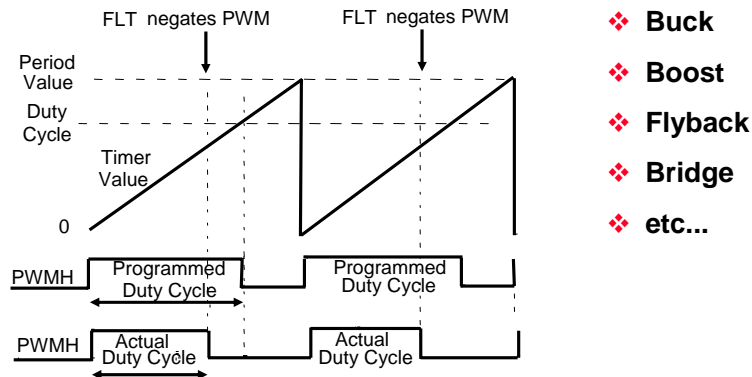 FLT negates PWM
FLT negates PWM
Period
Value
Duty
Cycle
Timer
Value
0
PWMH
Programmed
Duty Cycle
Programmed
Duty Cycle
PWMH
Actual
Duty Cycle
Actual
Duty Cycle
Buck
Boost
Flyback
Bridge
etc...